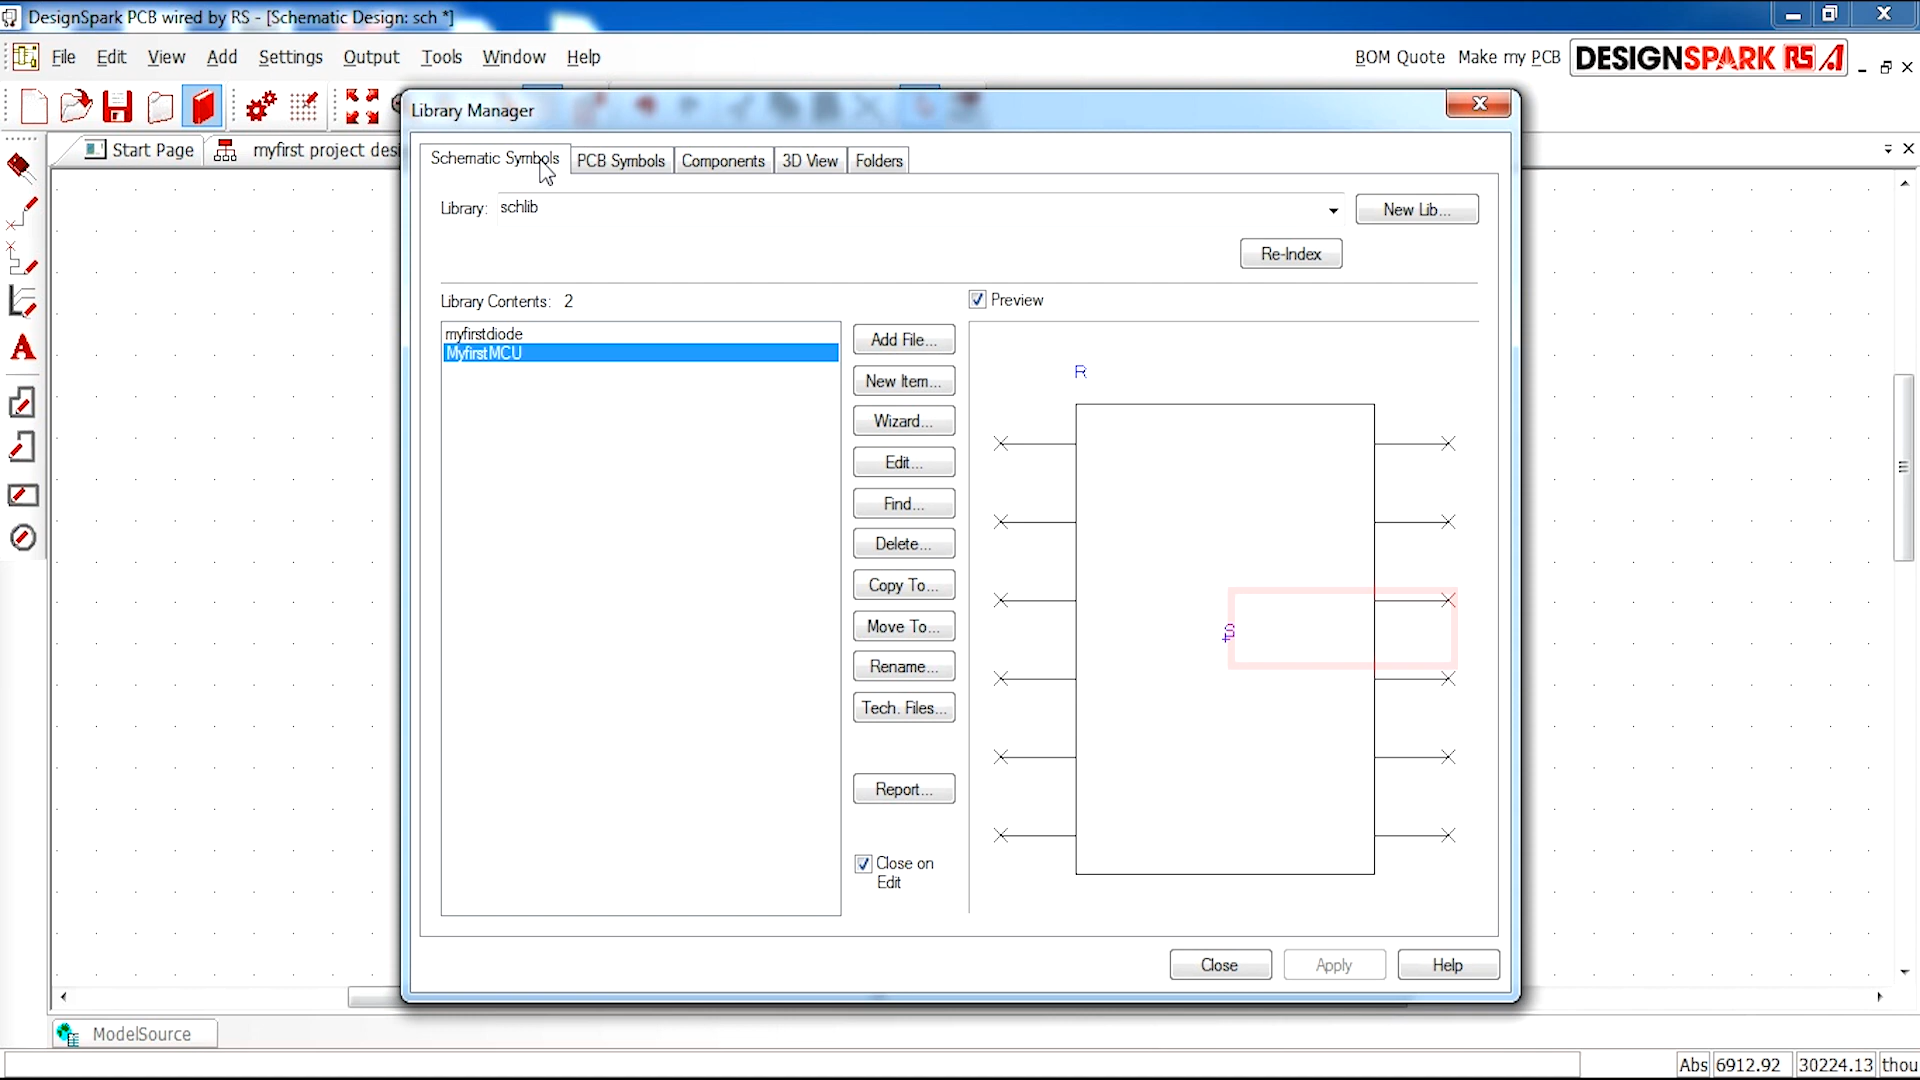 DesignSpark PCB wired by RS - [Schematic Design: sch *]
File Edit View Add Settings Output Tools Window Help
BOM Quote Make my PCB DESIGNSPARK RS
Library Manager
Start Page
myfirst project desi
Schematic Symbols PCB Symbols Components 3D View Folders
Library: schlib
New Lib...
Re-Index
Library Contents: 2
Preview
myfirstdiode
MyfirstMCU
Add File...
New Item...
Wizard...
Edit...
Find...
Delete...
Copy To...
Move To...
Rename...
Tech. Files...
Report...
Close on
Edit
R
S
Close Apply Help
ModelSource
Abs 6912.92 30224.13 thou